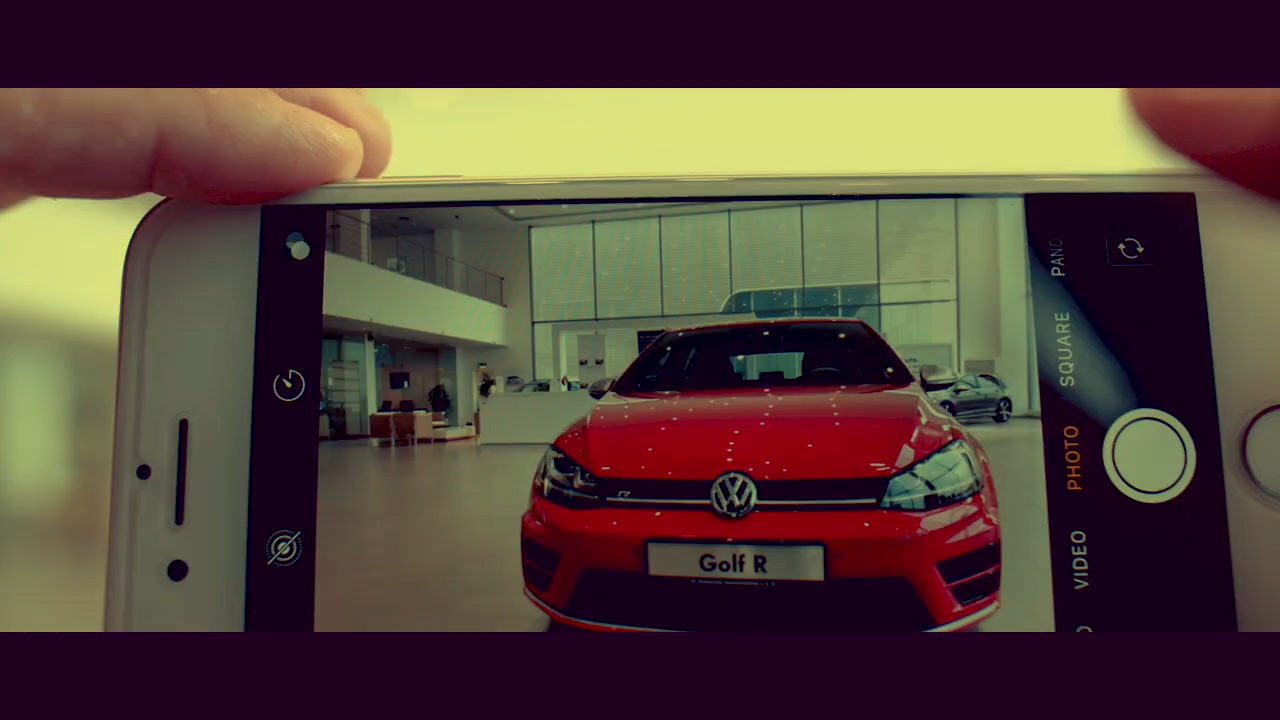 PANO
SQUARE
PHOTO
VIDEO
R
Golf R